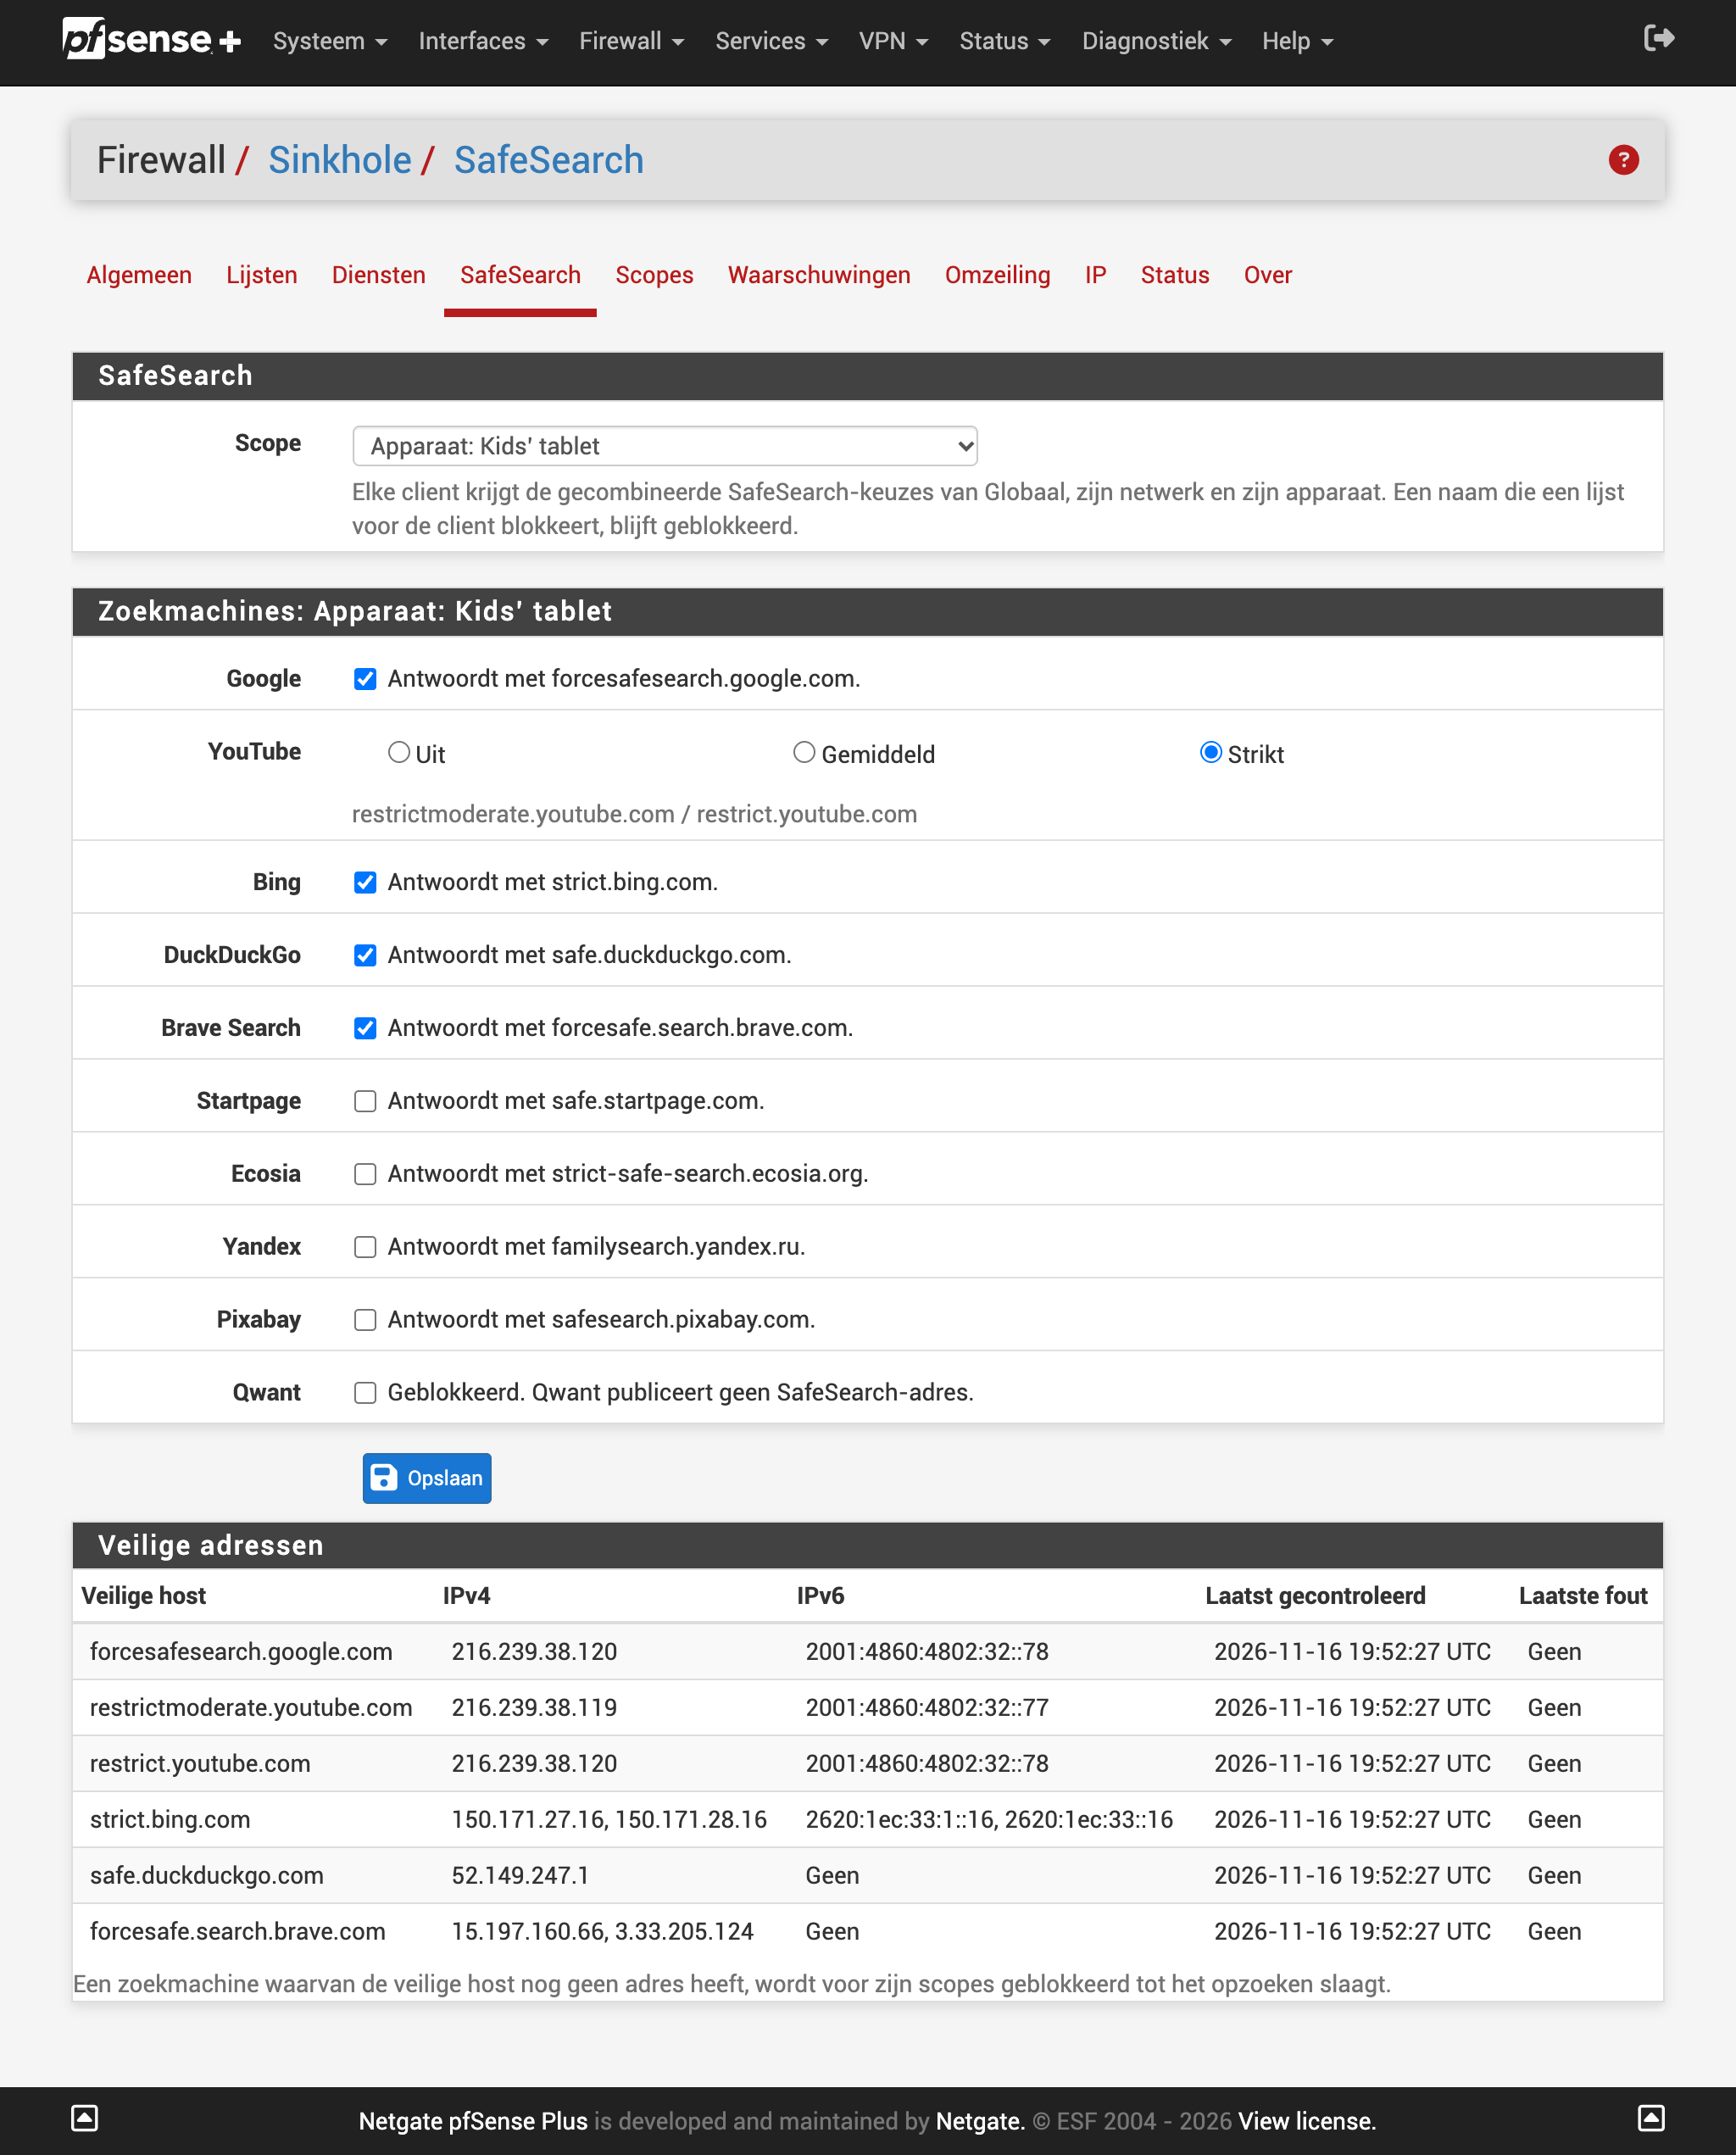 pfsense+ Systeem Interfaces Firewall Services VPN Status Diagnostiek Help
Firewall / Sinkhole / SafeSearch
?
Algemeen Lijsten Diensten SafeSearch Scopes Waarschuwingen Omzeiling IP Status Over
SafeSearch
Scope Apparaat: Kids' tablet
Elke client krijgt de gecombineerde SafeSearch-keuzes van Globaal, zijn netwerk en zijn apparaat. Een naam die een lijst
voor de client blokkeert, blijft geblokkeerd.
Zoekmachines: Apparaat: Kids' tablet
Google Antwoordt met forcesafesearch.google.com.
YouTube Uit Gemiddeld Strikt
restrictmoderate.youtube.com / restrict.youtube.com
Bing Antwoordt met strict.bing.com.
DuckDuckGo Antwoordt met safe.duckduckgo.com.
Brave Search Antwoordt met forcesafe.search.brave.com.
Startpage Antwoordt met safe.startpage.com.
Ecosia Antwoordt met strict-safe-search.ecosia.org.
Yandex Antwoordt met familysearch.yandex.ru.
Pixabay Antwoordt met safesearch.pixabay.com.
Qwant Geblokkeerd. Qwant publiceert geen SafeSearch-adres.
Opslaan
Veilige adressen
Veilige host IPv4 IPv6 Laatst gecontroleerd Laatste fout
forcesafesearch.google.com 216.239.38.120 2001:4860:4802:32::78 2026-11-16 19:52:27 UTC Geen
restrictmoderate.youtube.com 216.239.38.119 2001:4860:4802:32::77 2026-11-16 19:52:27 UTC Geen
restrict.youtube.com 216.239.38.120 2001:4860:4802:32::78 2026-11-16 19:52:27 UTC Geen
strict.bing.com 150.171.27.16, 150.171.28.16 2620:1ec:33:1::16, 2620:1ec:33::16 2026-11-16 19:52:27 UTC Geen
safe.duckduckgo.com 52.149.247.1 Geen 2026-11-16 19:52:27 UTC Geen
forcesafe.search.brave.com 15.197.160.66, 3.33.205.124 Geen 2026-11-16 19:52:27 UTC Geen
Een zoekmachine waarvan de veilige host nog geen adres heeft, wordt voor zijn scopes geblokkeerd tot het opzoeken slaagt.
Netgate pfSense Plus is developed and maintained by Netgate. © ESF 2004 - 2026 View license.